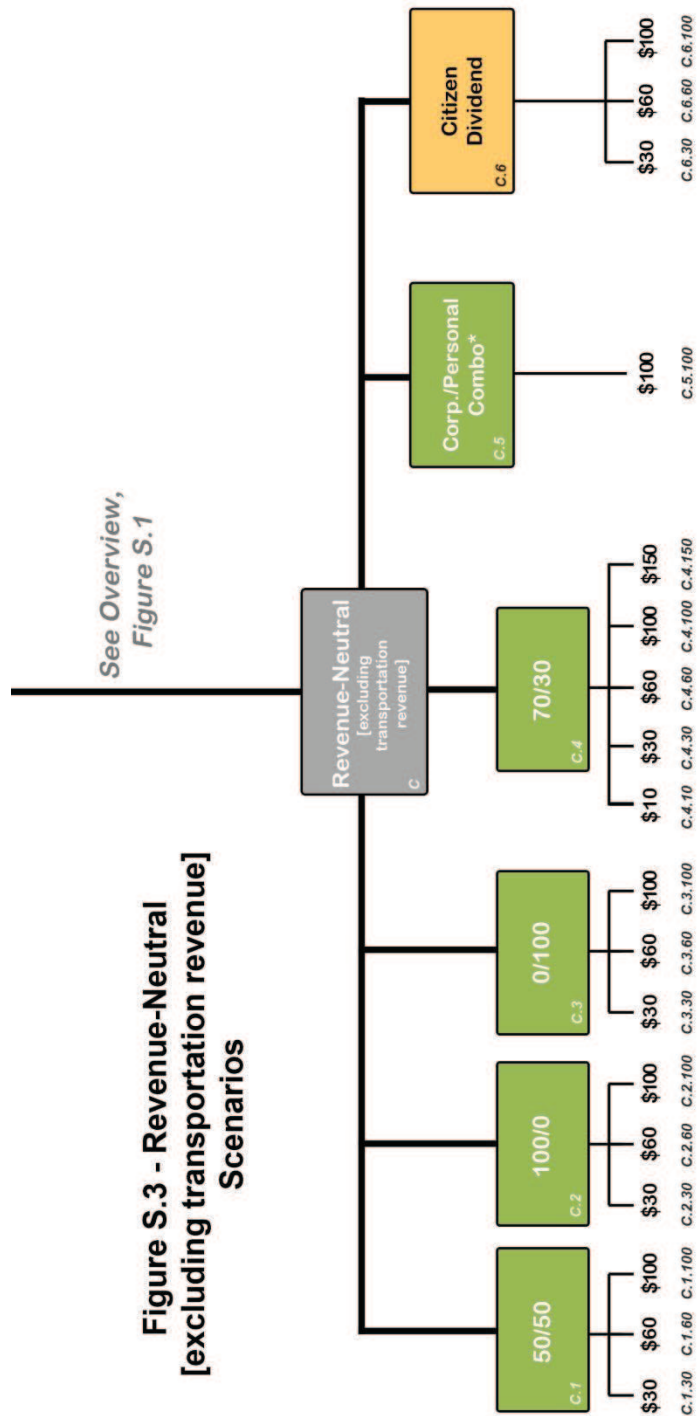 Figure S.3 - Revenue-Neutral
[excluding transportation revenue]
Scenarios
See Overview,
Figure S.1
Revenue-Neutral
[excluding
transportation
revenue]
C
50/50
C.1
$30 $60 $100
C.1.30 C.1.60 C.1.100
100/0
C.2
$30 $60 $100
C.2.30 C.2.60 C.2.100
0/100
C.3
$30 $60 $100
C.3.30 C.3.60 C.3.100
70/30
C.4
$10 $30 $60 $100 $150
C.4.10 C.4.30 C.4.60 C.4.100 C.4.150
Corp./Personal
Combo*
C.5
$100
C.5.100
Citizen
Dividend
C.6
$30 $60 $100
C.6.30 C.6.60 C.6.100